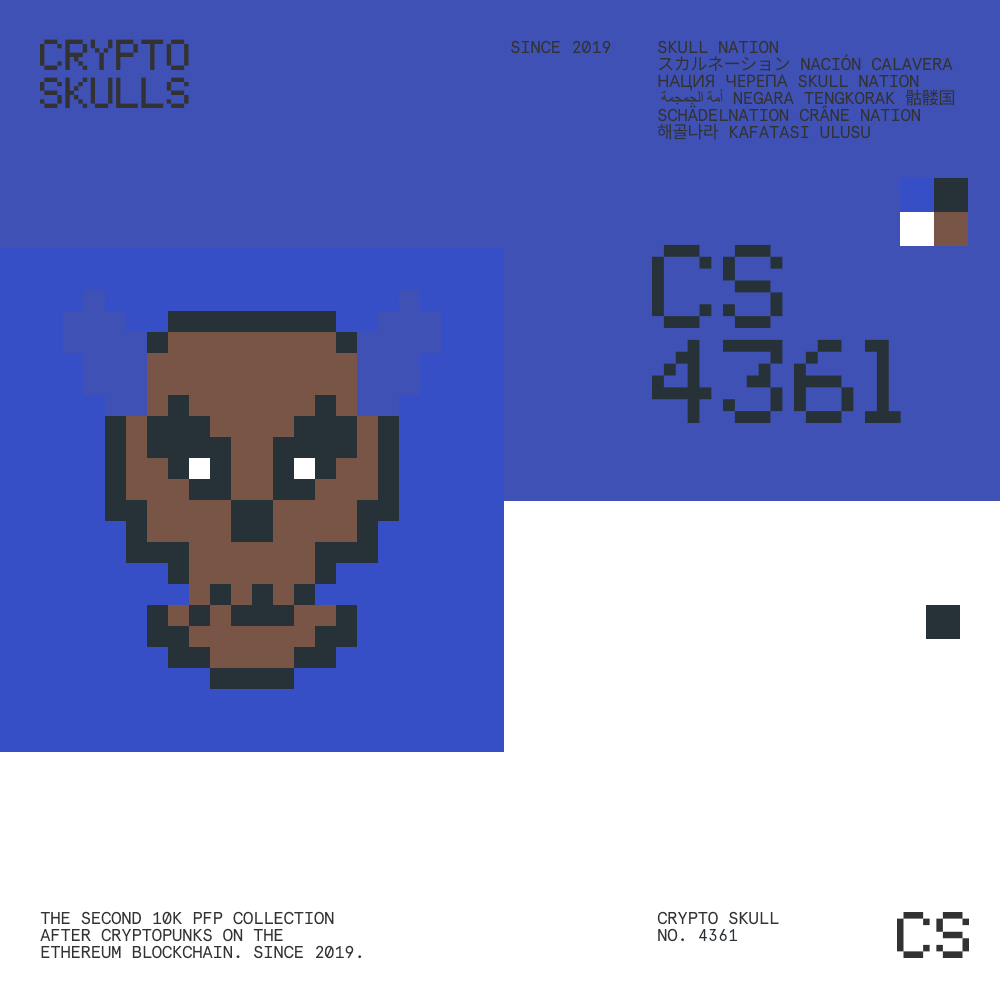 CRYPTO
SKULLS
SINCE 2019
SKULL NATION
スカルネーション NACIÓN CALAVERA
НАЦИЯ ЧЕРЕПА SKULL NATION
أمة الجمجمة NEGARA TENGKORAK 骷髅国
SCHÄDELNATION CRÂNE NATION
해골나라 KAFATASI ULUSU
CS
4361
THE SECOND 10K PFP COLLECTION
AFTER CRYPTOPUNKS ON THE
ETHEREUM BLOCKCHAIN. SINCE 2019.
CRYPTO SKULL
NO. 4361
CS